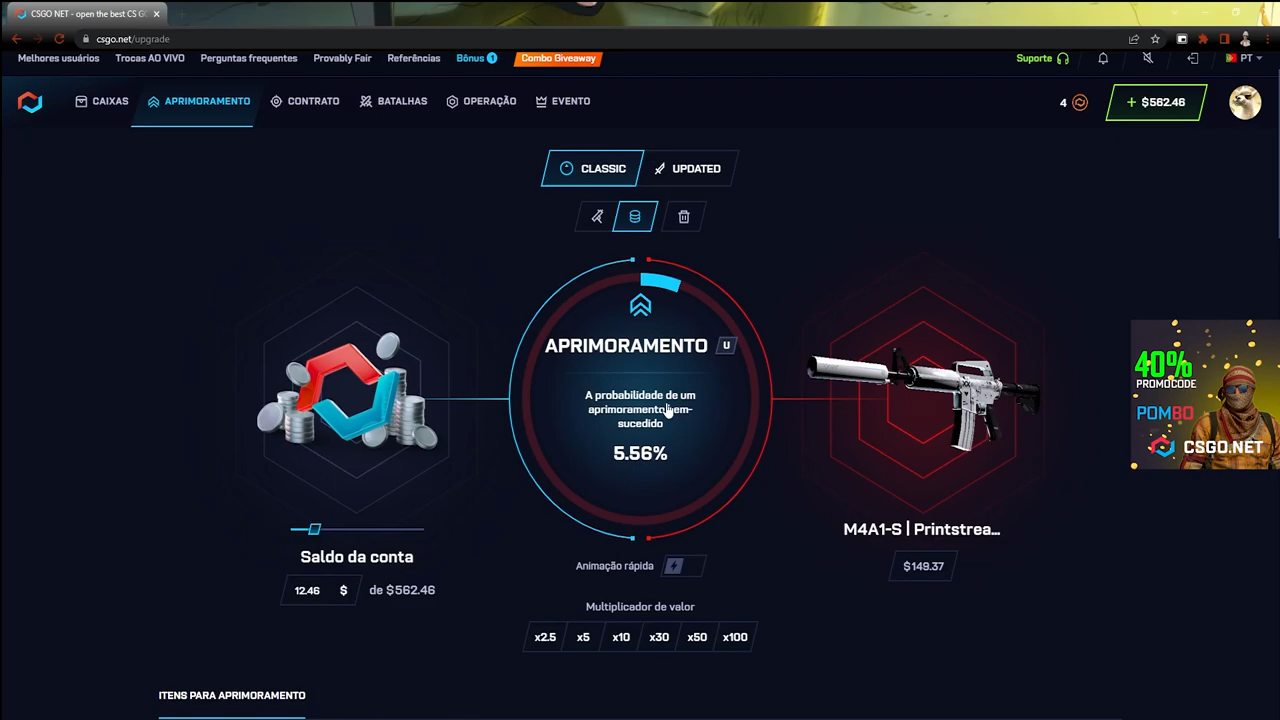 CSGO NET - open the best CS G
csgo.net/upgrade
Melhores usuários Trocas AO VIVO Perguntas frequentes Provably Fair Referências Bônus 1 Combo Giveaway Suporte PT
CAIXAS APRIMORAMENTO CONTRATO BATALHAS OPERAÇÃO EVENTO 4 + $562.46
CLASSIC UPDATED
APRIMORAMENTO U
A probabilidade de um
aprimoramento bem-
sucedido
5.56%
40%
PROMOCODE
POMBO
CSGO.NET
M4A1-S | Printstrea...
$149.37
Saldo da conta
12.46 $ de $562.46
Animação rápida
Multiplicador de valor
x2.5 x5 x10 x30 x50 x100
ITENS PARA APRIMORAMENTO